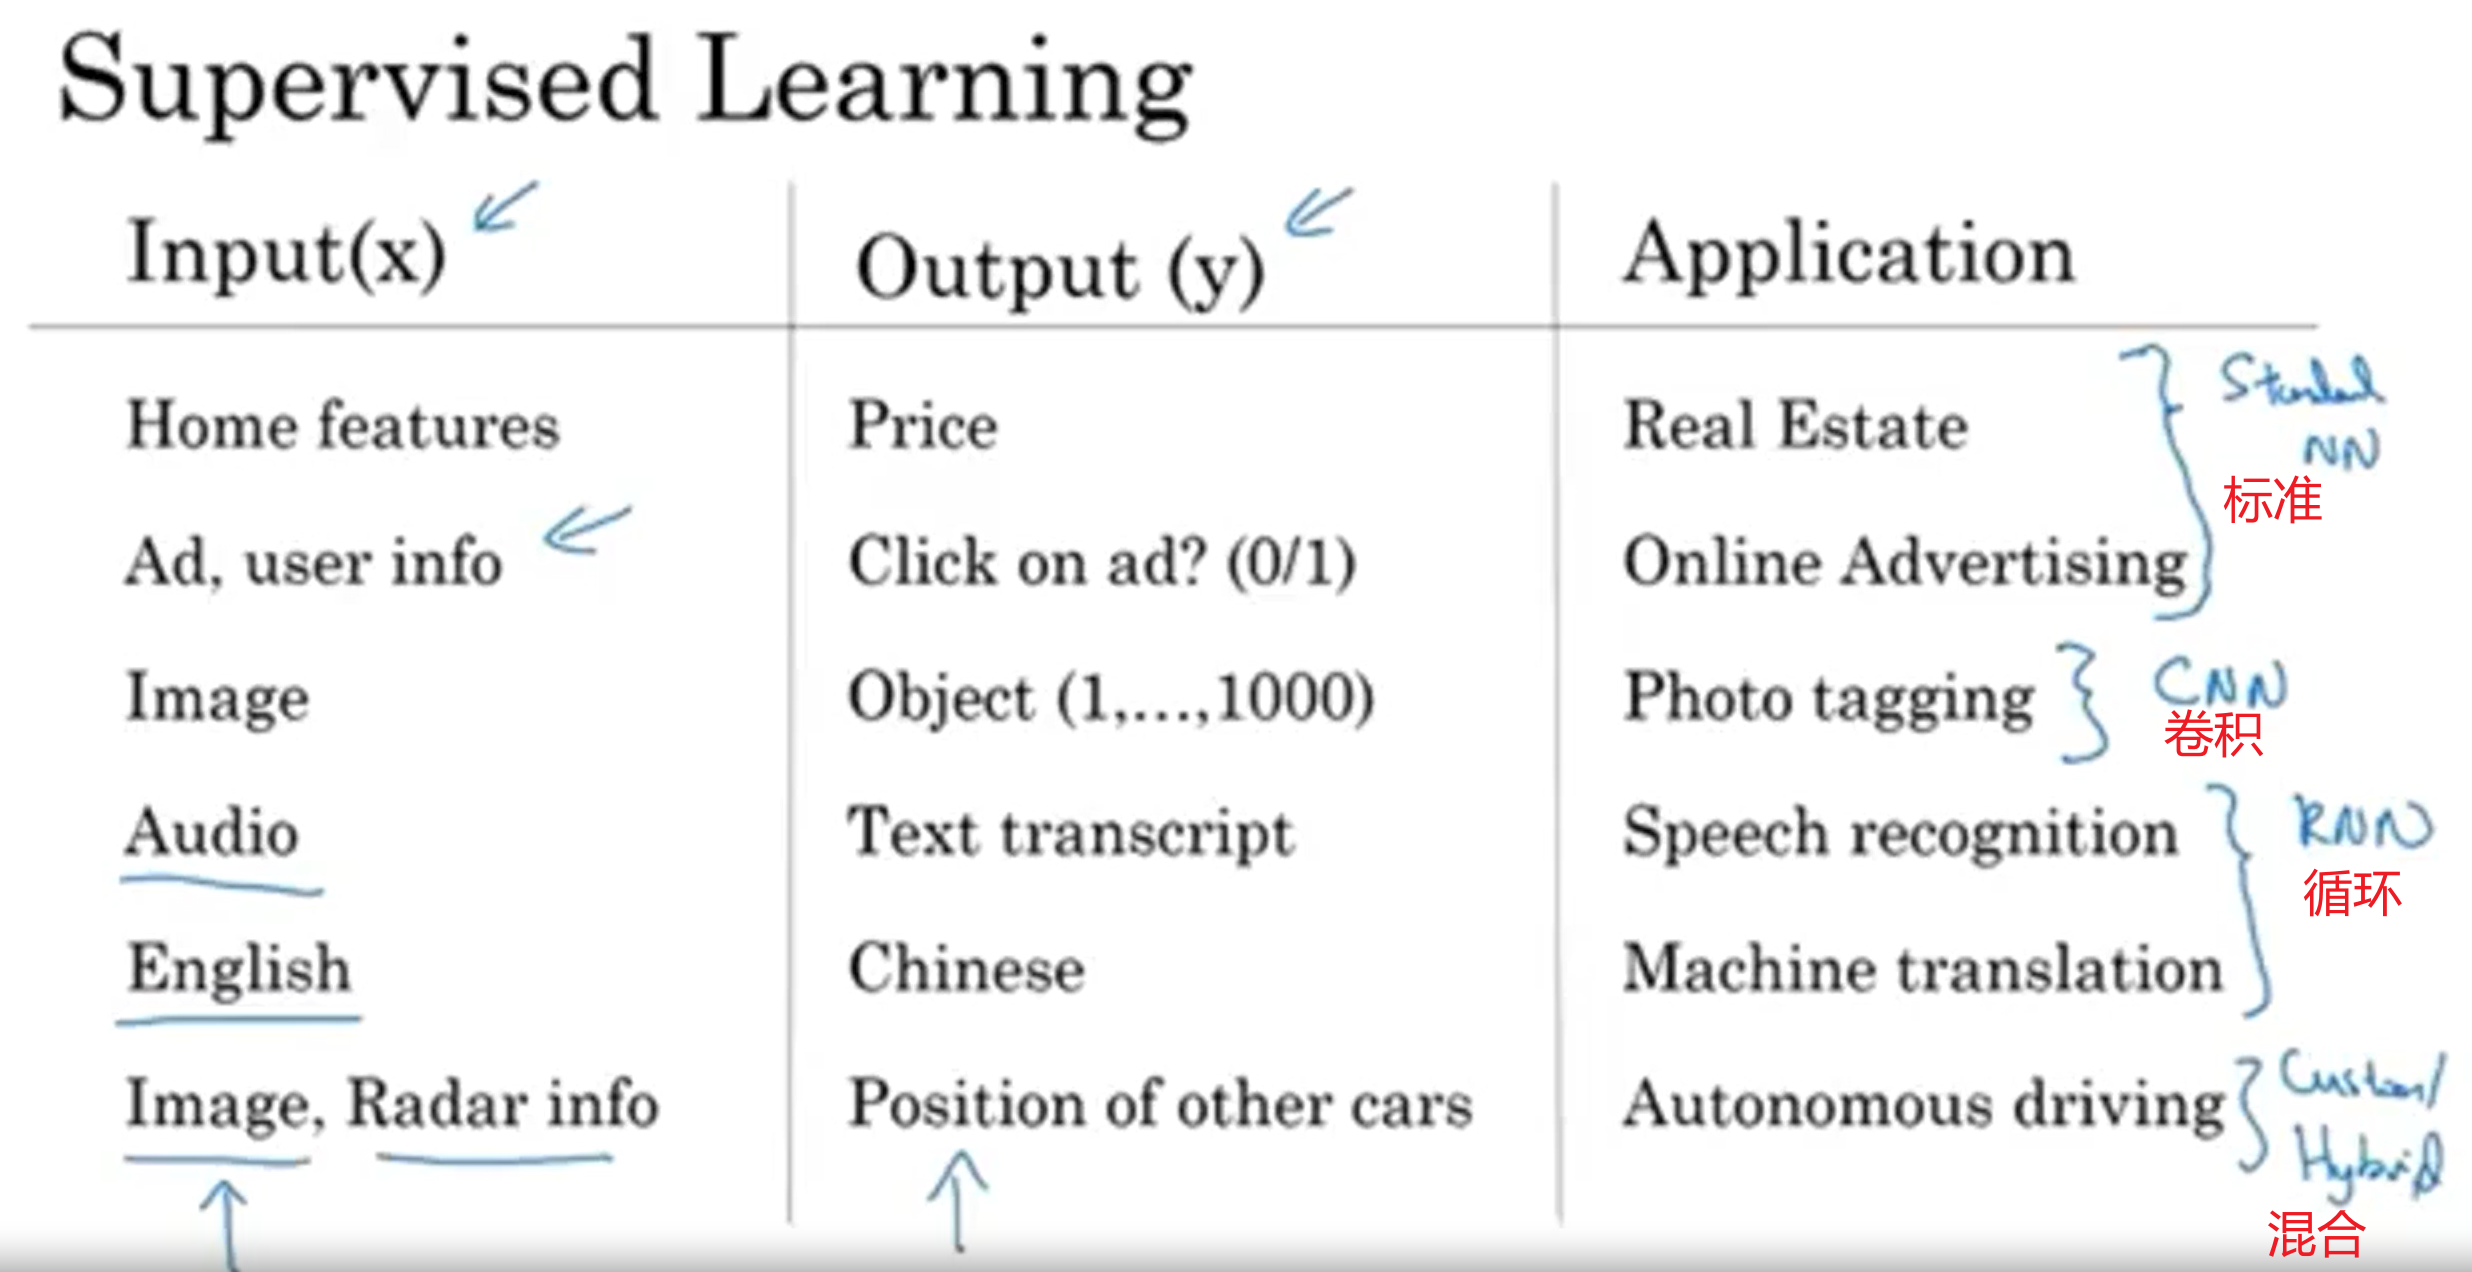 Supervised Learning
Input(x) Output (y) Application
Home features Price Real Estate Standard
NN
标准
Ad, user info Click on ad? (0/1) Online Advertising
Image Object (1,...,1000) Photo tagging CNN
卷积
Audio Text transcript Speech recognition RNN
循环
English Chinese Machine translation
Image, Radar info Position of other cars Autonomous driving Custom/
Hybrid
混合